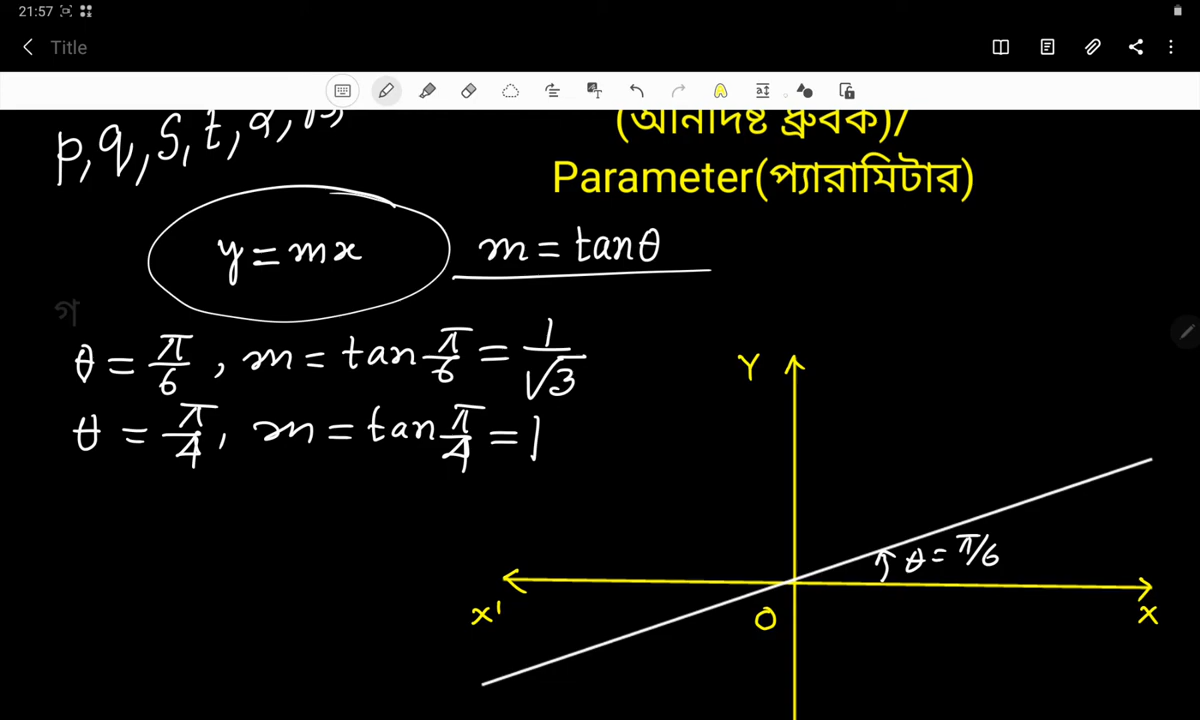 21:57
Title
p, q, s, t, α, β,
(অনির্দিষ্ট ধ্রুবক)/
Parameter(প্যারামিটার)
y = mx
m = tanθ
গ
θ = π/6, m = tan π/6 = 1/√3
θ = π/4, m = tan π/4 = 1
Y
θ = π/6
X'
O
X